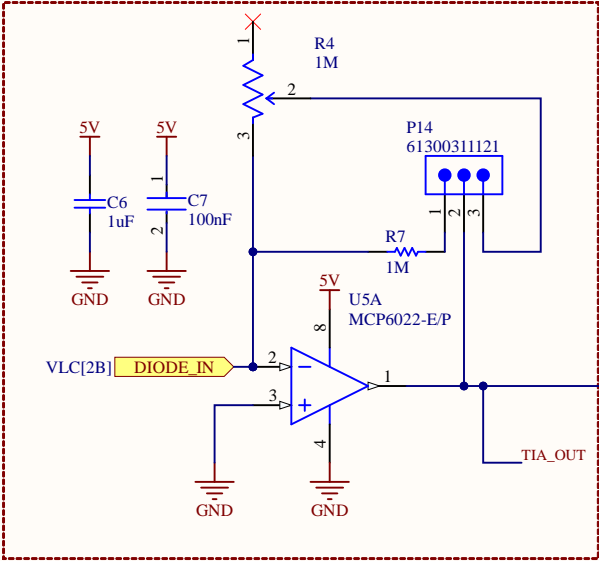 1
R4
1M
2
3
P14
61300311121
5V
5V
1
C6
1uF
C7
100nF
2
1
2
3
R7
1M
GND
GND
5V
U5A
MCP6022-E/P
8
VLC[2B]
DIODE_IN
2
1
3
4
TIA_OUT
GND
GND